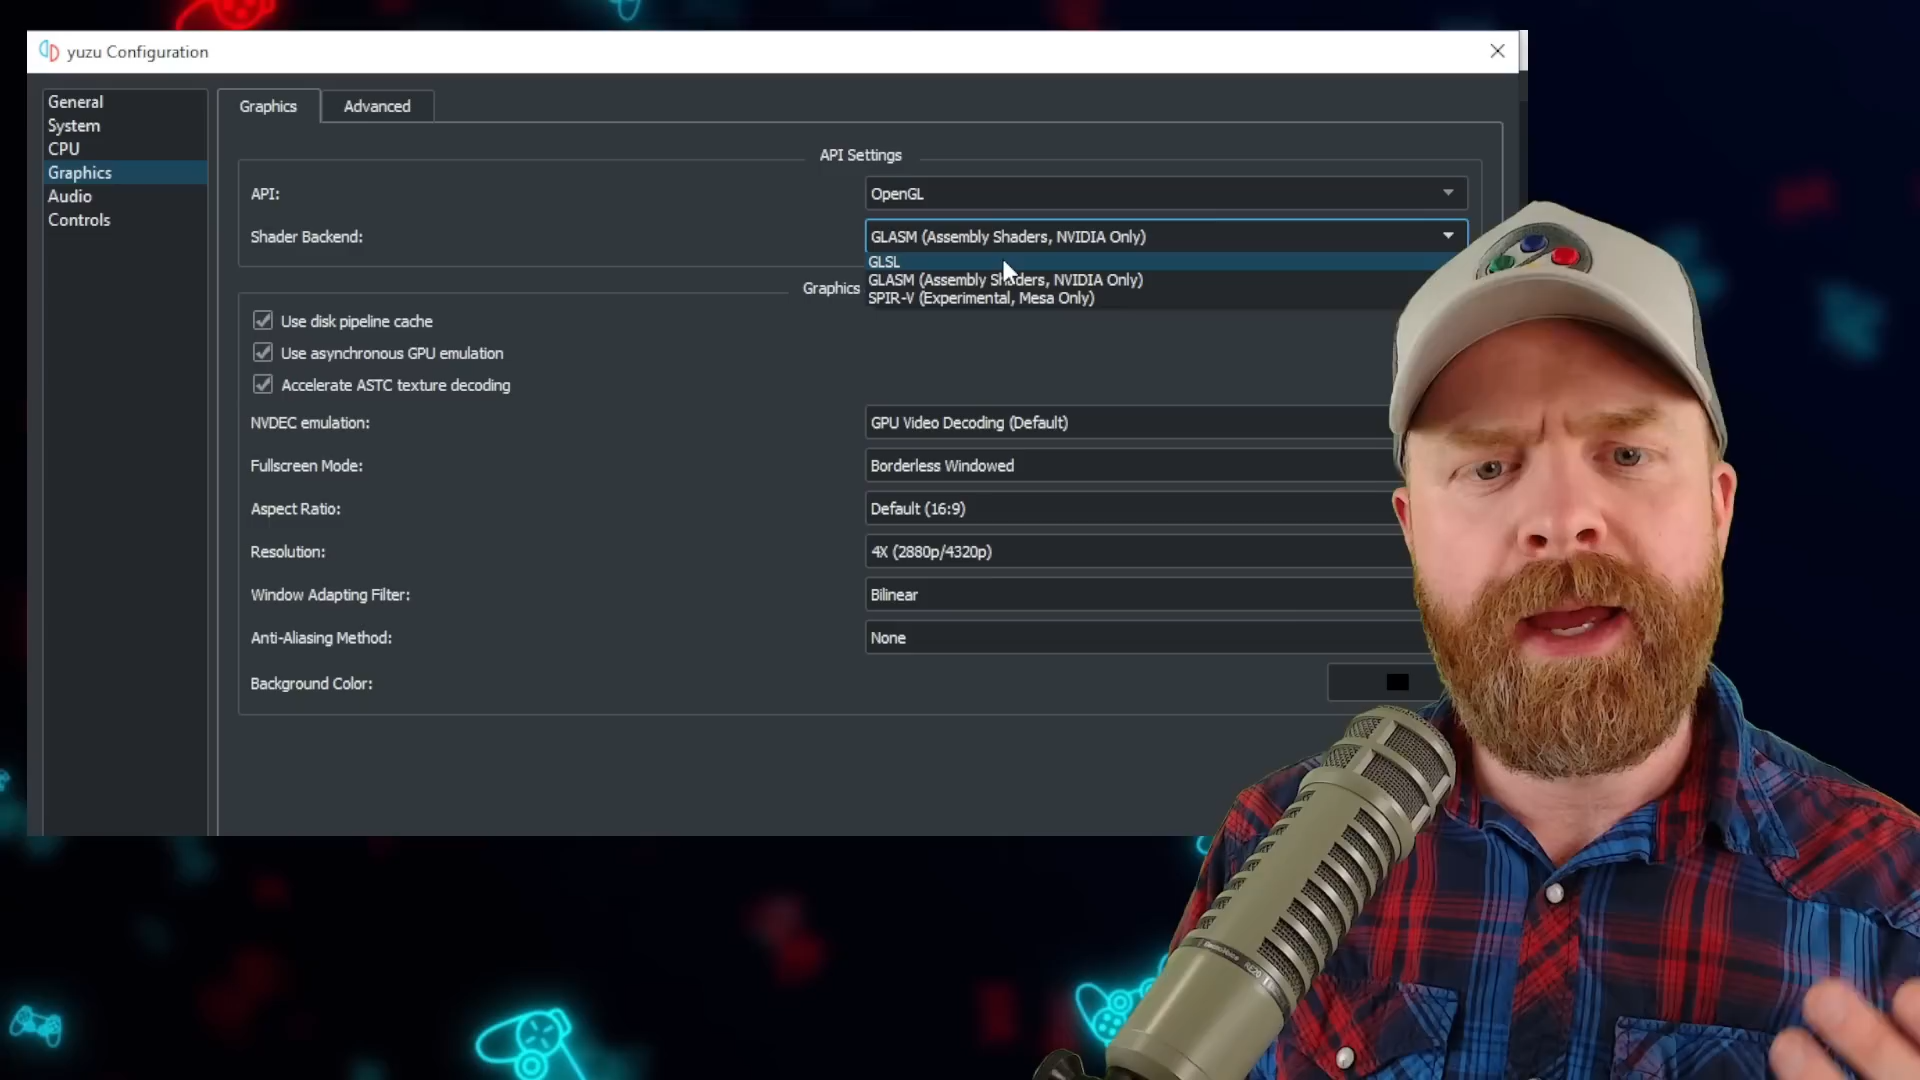 yuzu Configuration
General
System
CPU
Graphics
Audio
Controls
Graphics
Advanced
API Settings
API:
OpenGL
Shader Backend:
GLASM (Assembly Shaders, NVIDIA Only)
GLSL
GLASM (Assembly Shaders, NVIDIA Only)
SPIR-V (Experimental, Mesa Only)
Graphics
Use disk pipeline cache
Use asynchronous GPU emulation
Accelerate ASTC texture decoding
NVDEC emulation:
GPU Video Decoding (Default)
Fullscreen Mode:
Borderless Windowed
Aspect Ratio:
Default (16:9)
Resolution:
4X (2880p/4320p)
Window Adapting Filter:
Bilinear
Anti-Aliasing Method:
None
Background Color: